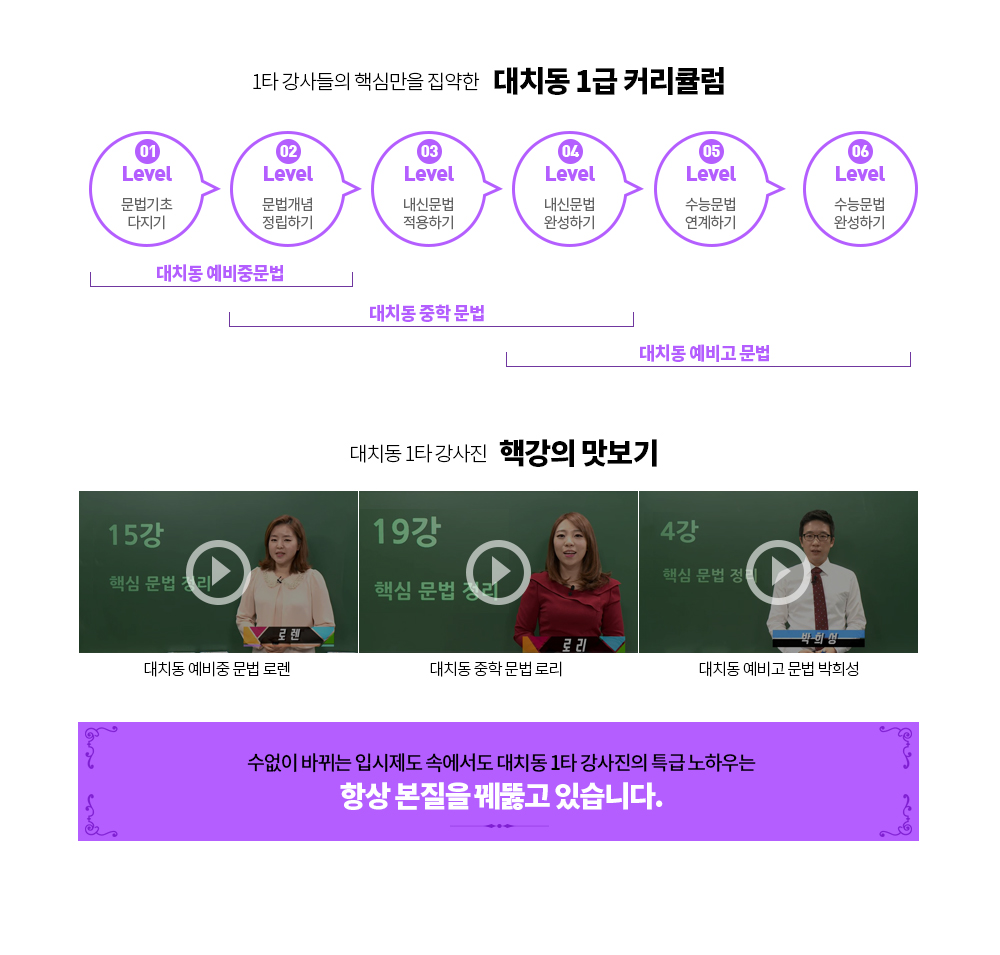 1타 강사들의 핵심만을 집약한 대치동 1급 커리큘럼
01 02 03 04 05 06
Level Level Level Level Level Level
문법기초 문법개념 내신문법 내신문법 수능문법 수능문법
다지기 정립하기 적용하기 완성하기 연계하기 완성하기
대치동 예비중문법
대치동 중학 문법
대치동 예비고 문법
대치동 1타 강사진 핵강의 맛보기
15강 19강 4강
핵심 문법 정리 핵심 문법 정리 핵심 문법 정리
로렌 로리 박희성
대치동 예비중 문법 로렌 대치동 중학 문법 로리 대치동 예비고 문법 박희성
수없이 바뀌는 입시제도 속에서도 대치동 1타 강사진의 특급 노하우는
항상 본질을 꿰뚫고 있습니다.